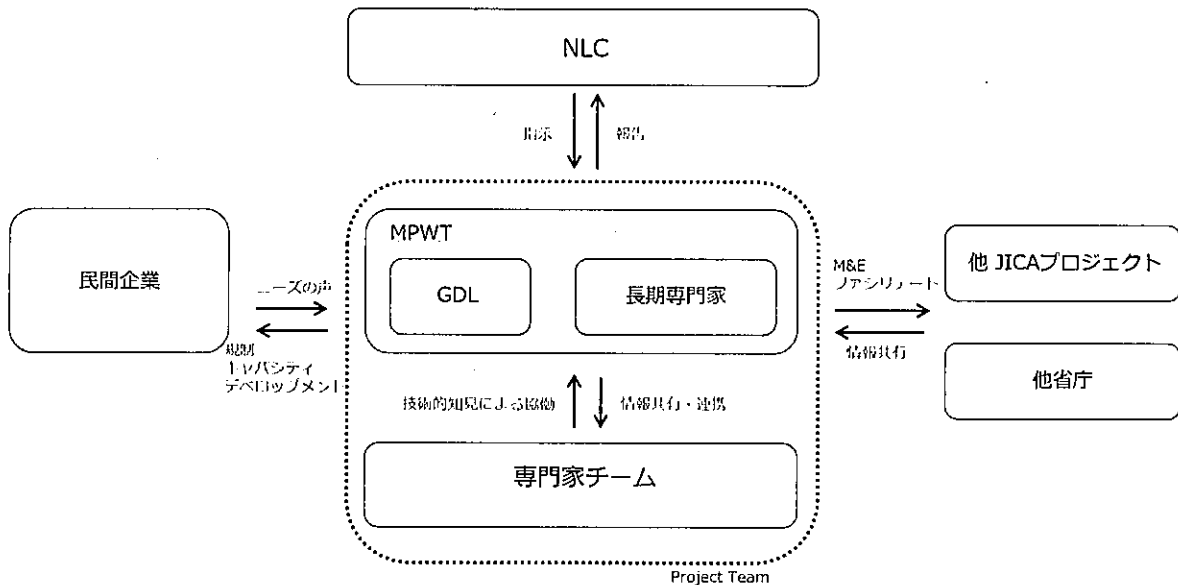 NLC
指示
報告
MPWT
GDL
長期専門家
民間企業
ニーズの声
規制
キャパシティ
デベロップメント
M&E
ファシリテート
情報共有
他 JICAプロジェクト
他省庁
技術的知見による協働
情報共有・連携
専門家チーム
Project Team